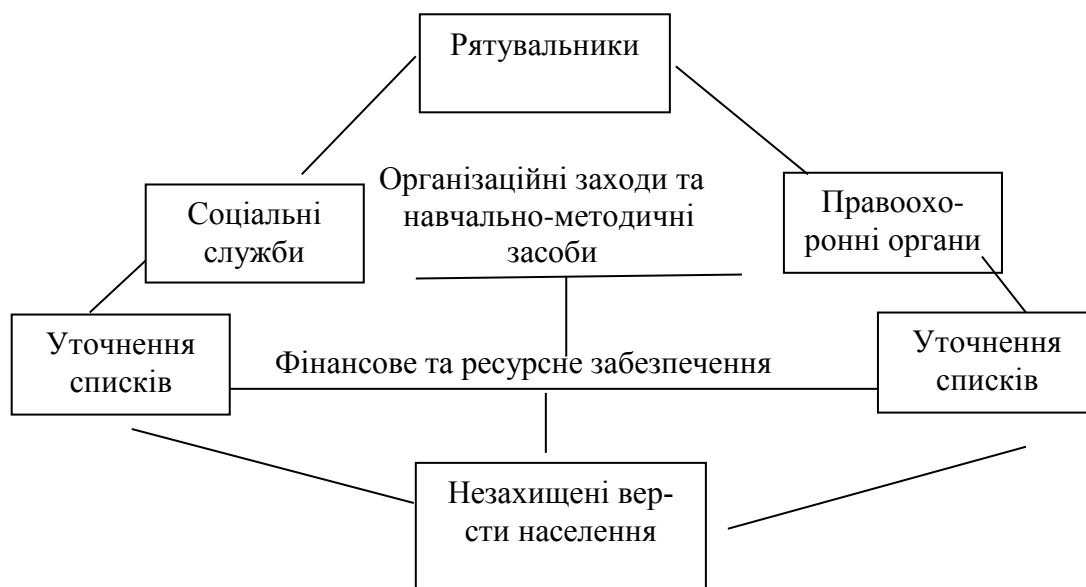 Рятувальники
Організаційні заходи та
навчально-методичні
засоби
Соціальні
служби
Правоохо-
ронні органи
Уточнення
списків
Фінансове та ресурсне забезпечення
Уточнення
списків
Незахищені вер-
сти населення